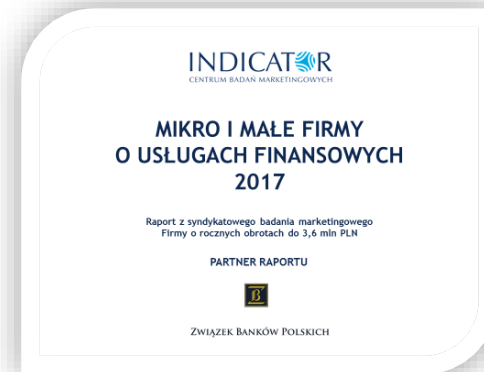 INDICATOR
CENTRUM BADAŃ MARKETINGOWYCH
MIKRO I MAŁE FIRMY
O USŁUGACH FINANSOWYCH
2017
Raport z syndykatowego badania marketingowego
Firmy o rocznych obrotach do 3,6 mln PLN
PARTNER RAPORTU
B
ZWIĄZEK BANKÓW POLSKICH